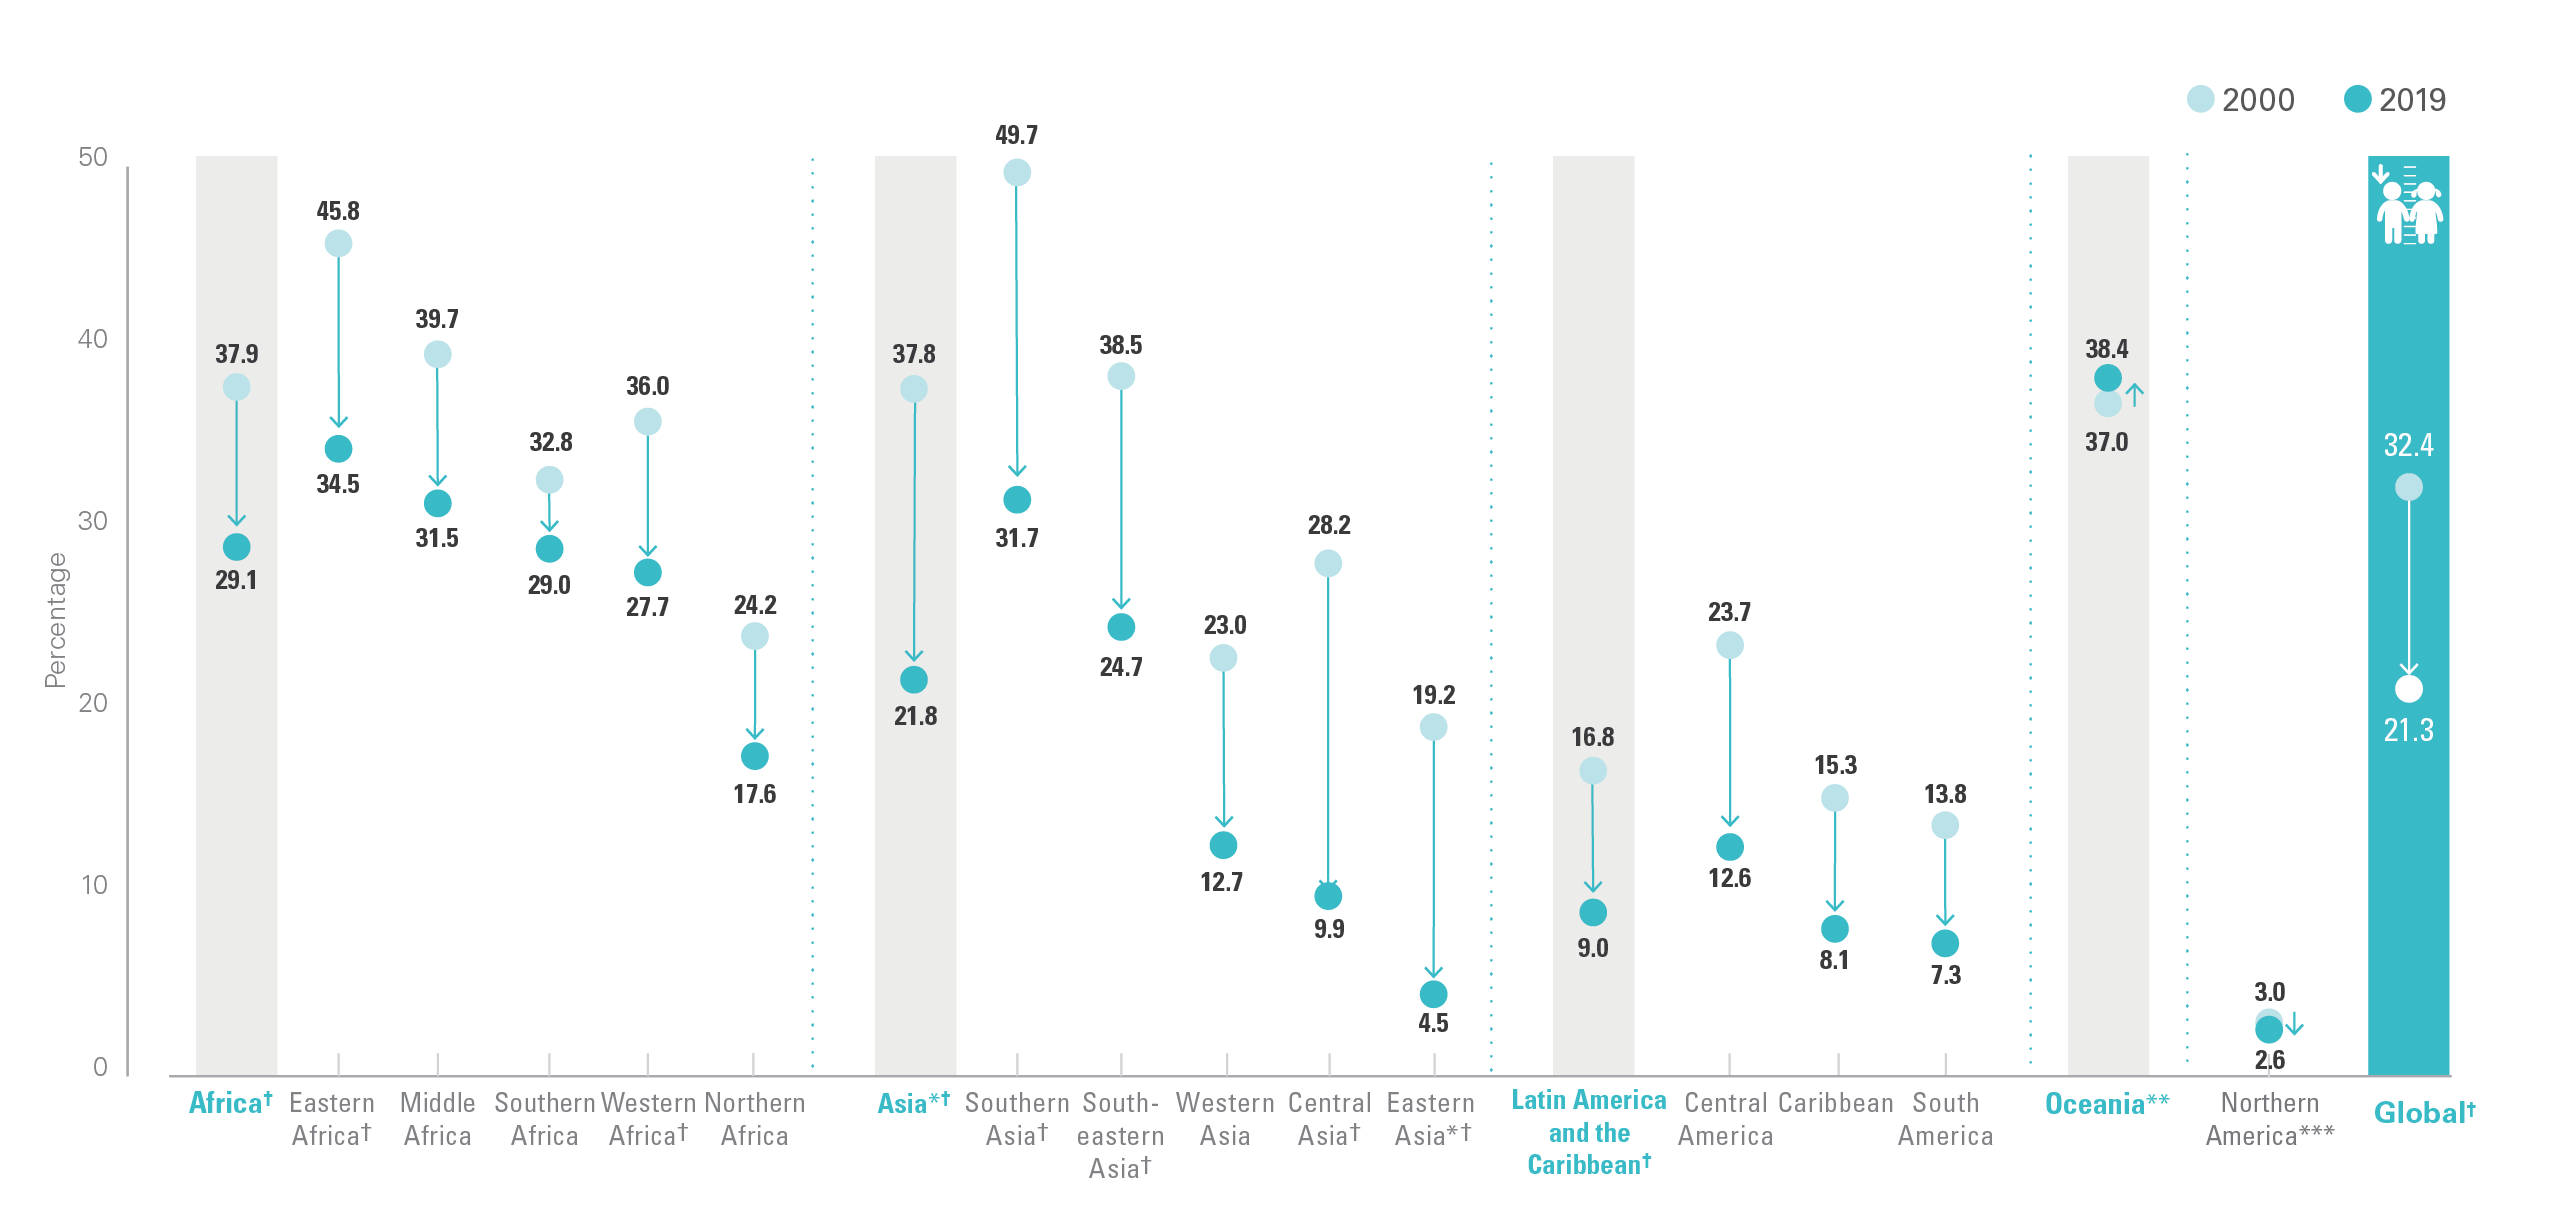 2000 2019
Percentage
50
40
30
20
10
0
37.9
29.1
45.8
34.5
39.7
31.5
32.8
29.0
36.0
27.7
24.2
17.6
37.8
21.8
49.7
31.7
38.5
24.7
23.0
12.7
28.2
9.9
19.2
4.5
16.8
9.0
23.7
12.6
15.3
8.1
13.8
7.3
38.4
37.0
3.0
2.6
32.4
21.3
Africa†
Eastern
Africa†
Middle
Africa
Southern
Africa
Western
Africa†
Northern
Africa
Asia*†
Southern
Asia†
South-
eastern
Asia†
Western
Asia
Central
Asia†
Eastern
Asia*†
Latin America
and the
Caribbean†
Central
America
Caribbean
South
America
Oceania**
Northern
America***
Global†